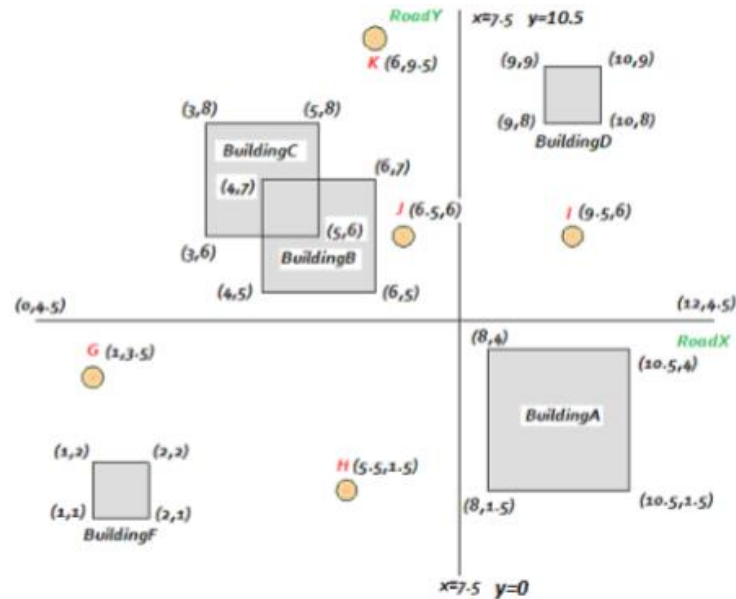 RoadY
x=7.5 y=10.5
K (6,9.5)
(9,9) (10,9)
(3,8) (5,8)
(9,8) (10,8)
BuildingD
BuildingC
(4,7) (6,7)
J (6.5,6) I (9.5,6)
(3,6) (5,6)
BuildingB
(4,5) (6,5)
(0,4.5) (12,4.5)
RoadX
(8,4)
G (1,3.5)
(10.5,4)
BuildingA
(1,2) (2,2)
H (5.5,1.5)
(8,1.5) (10.5,1.5)
(1,1) (2,1)
BuildingF
x=7.5 y=0